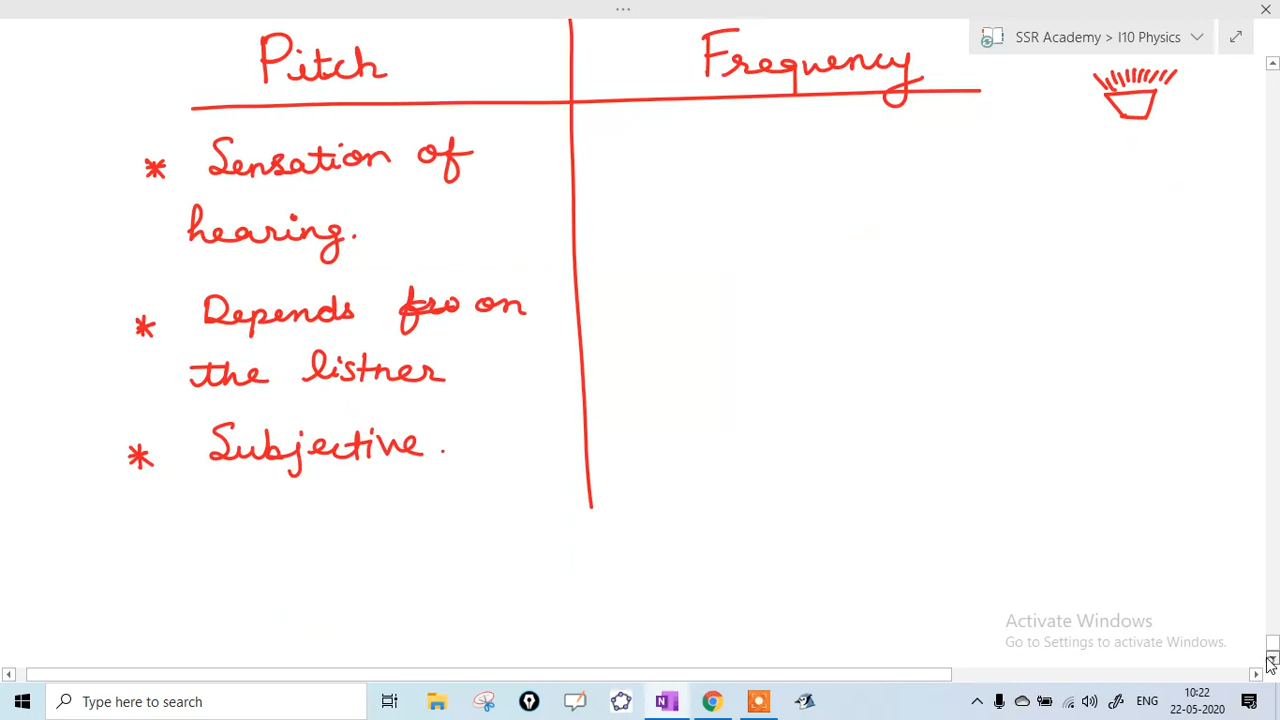 ...
SSR Academy > I10 Physics
Pitch
Frequency
* Sensation of
hearing.
* Depends fro on
the listner
* Subjective.
Activate Windows
Go to Settings to activate Windows.
Type here to search
ENG
10:22
22-05-2020